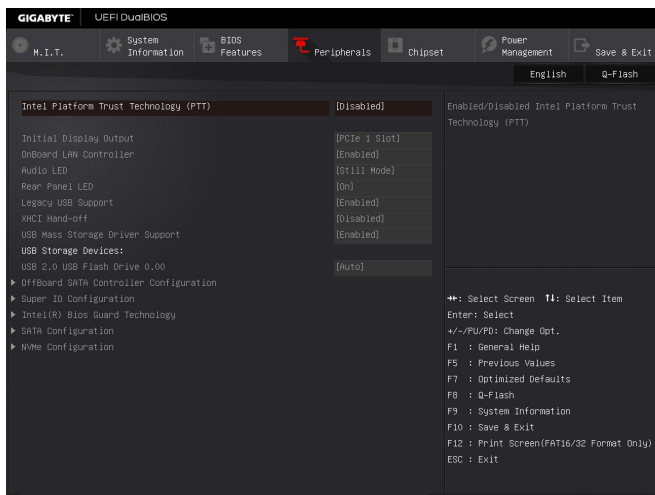 GIGABYTE™ UEFI DualBIOS
M.I.T.
System Information
BIOS Features
Peripherals
Chipset
Power Management
Save & Exit
English
Q-Flash
Intel Platform Trust Technology (PTT) [Disabled]
Initial Display Output [PCIe 1 Slot]
OnBoard LAN Controller [Enabled]
Audio LED [Still Mode]
Rear Panel LED [On]
Legacy USB Support [Enabled]
XHCI Hand-off [Disabled]
USB Mass Storage Driver Support [Enabled]
USB Storage Devices:
USB 2.0 USB Flash Drive 0.00 [Auto]
OffBoard SATA Controller Configuration
Super IO Configuration
Intel(R) Bios Guard Technology
SATA Configuration
NVMe Configuration
Enabled/Disabled Intel Platform Trust
Technology (PTT)
→←: Select Screen ↑↓: Select Item
Enter: Select
+/-/PU/PD: Change Opt.
F1 : General Help
F5 : Previous Values
F7 : Optimized Defaults
F8 : Q-Flash
F9 : System Information
F10 : Save & Exit
F12 : Print Screen(FAT16/32 Format Only)
ESC : Exit